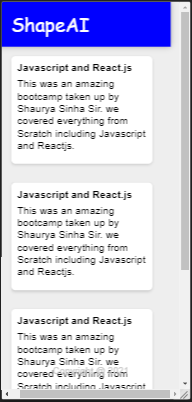 ShapeAI
Javascript and React.js
This was an amazing
bootcamp taken up by
Shaurya Sinha Sir. we
covered everything from
Scratch including Javascript
and Reactjs.
Javascript and React.js
This was an amazing
bootcamp taken up by
Shaurya Sinha Sir. we
covered everything from
Scratch including Javascript
and Reactjs.
Javascript and React.js
This was an amazing
bootcamp taken up by
Shaurya Sinha Sir. we
covered everything from
Scratch including Javascript